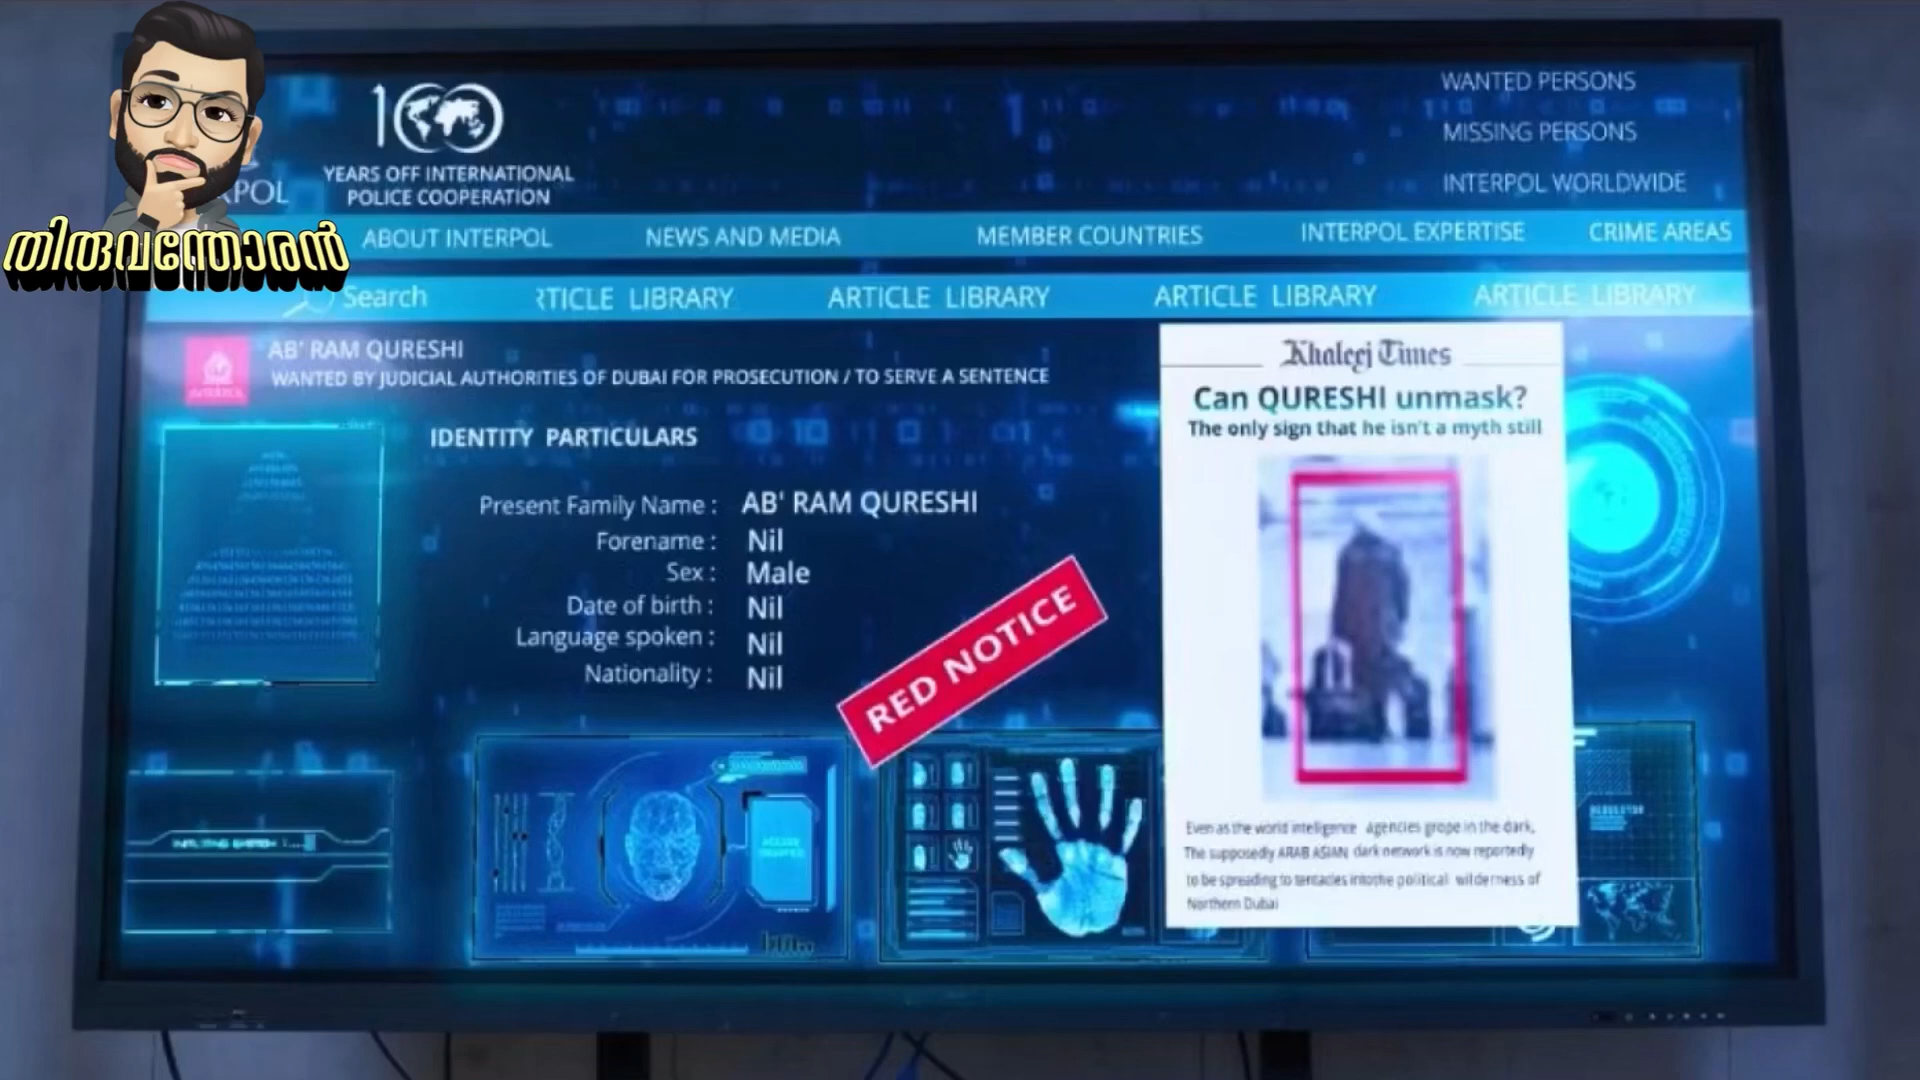 WANTED PERSONS
MISSING PERSONS
INTERPOL WORLDWIDE
100
YEARS OFF INTERNATIONAL
POLICE COOPERATION
RPOL
തിരുവന്തോരൻ
ABOUT INTERPOL NEWS AND MEDIA MEMBER COUNTRIES INTERPOL EXPERTISE CRIME AREAS
Search RTICLE LIBRARY ARTICLE LIBRARY ARTICLE LIBRARY ARTICLE LIBRARY
AB' RAM QURESHI
WANTED BY JUDICIAL AUTHORITIES OF DUBAI FOR PROSECUTION / TO SERVE A SENTENCE
IDENTITY PARTICULARS
Present Family Name : AB' RAM QURESHI
Forename : Nil
Sex : Male
Date of birth : Nil
Language spoken : Nil
Nationality : Nil
RED NOTICE
Khaleej Times
Can QURESHI unmask?
The only sign that he isn't a myth still
Even as the world intelligence agencies grope in the dark,
The supposedly ARAB ASIAN dark network is now reportedly
to be spreading to tentacles intothe political wilderness of
Northern Dubai